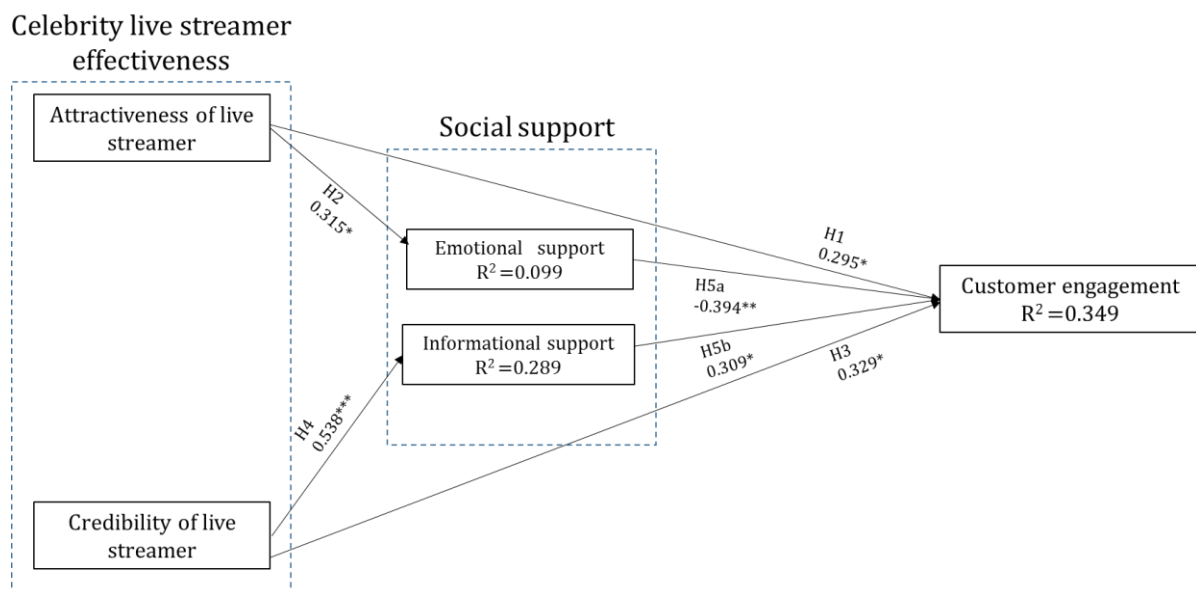 Celebrity live streamer
effectiveness
Attractiveness of live
streamer
Social support
H2
0.315*
Emotional support
R²=0.099
H1
0.295*
H5a
-0.394**
Customer engagement
R²=0.349
Informational support
R²=0.289
H5b
0.309*
H3
0.329*
H4
0.538***
Credibility of live
streamer